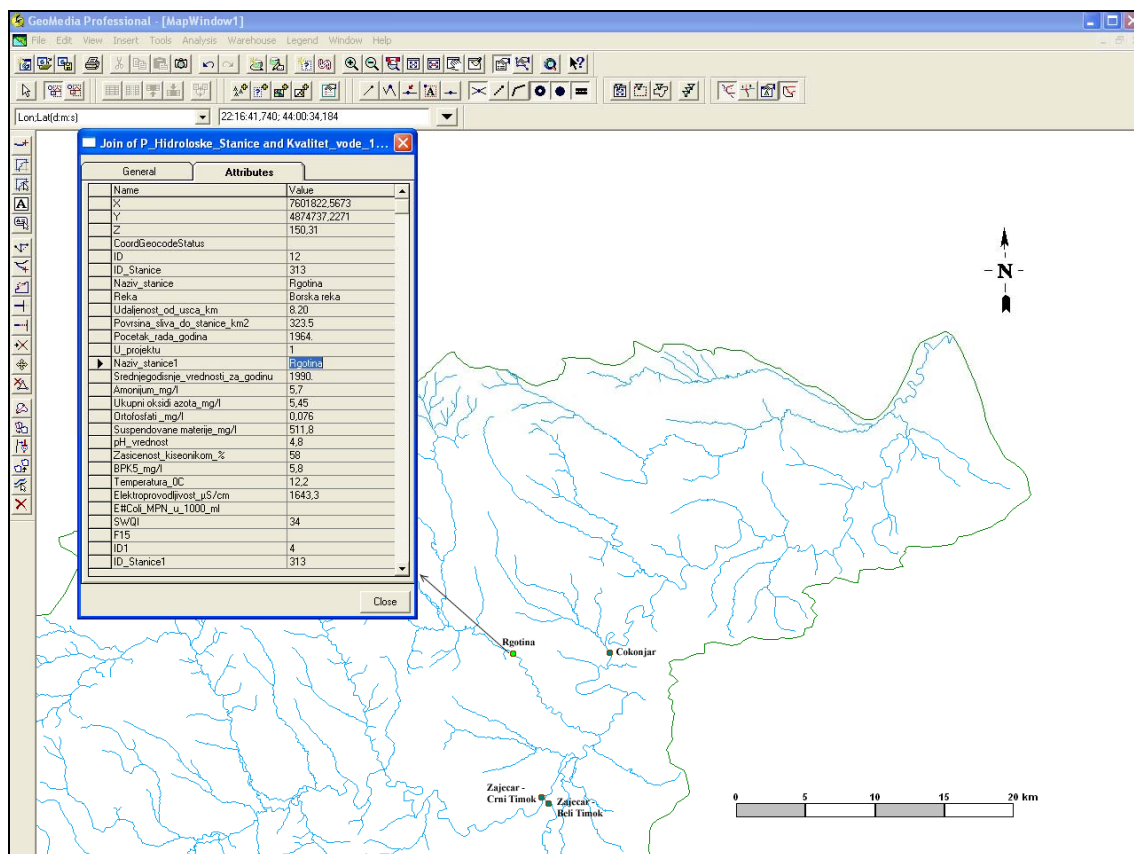 GeoMedia Professional - [MapWindow1]
File Edit View Insert Tools Analysis Warehouse Legend Window Help
Lon;Lat(d:m:s) 22:16:41,740; 44:00:34,184
Join of P_Hidroloske_Stanice and Kvalitet_vode_1...
General Attributes
Name Value
X 7601822,5673
Y 4874737,2271
Z 150,31
CoordGeocodeStatus
ID 12
ID_Stanice 313
Naziv_stanice Rgotina
Reka Borska reka
Udaljenost_od_usca_km 8.20
Povrsina_sliva_do_stanice_km2 323.5
Pocetak_rada_godina 1964.
U_projektu 1
Naziv_stanice1 Rgotina
Srednjegodisnje_vrednosti_za_godinu 1990.
Amonijum_mg/l 5,7
Ukupni oksidi azota_mg/l 5,45
Ortofosfati _mg/l 0,076
Suspendovane materije_mg/l 511,8
pH_vrednost 4,8
Zasicenost_kiseonikom_% 58
BPK5_mg/l 5,8
Temperatura_0C 12,2
Elektroprovodljivost_µS/cm 1643,3
E#Coli_MPN_u_1000_ml
SWQI 34
F15
ID1 4
ID_Stanice1 313
Close
N
Rgotina
Cokonjar
Zajecar -
Crni Timok
Zajecar -
Beli Timok
0 5 10 15 20 km